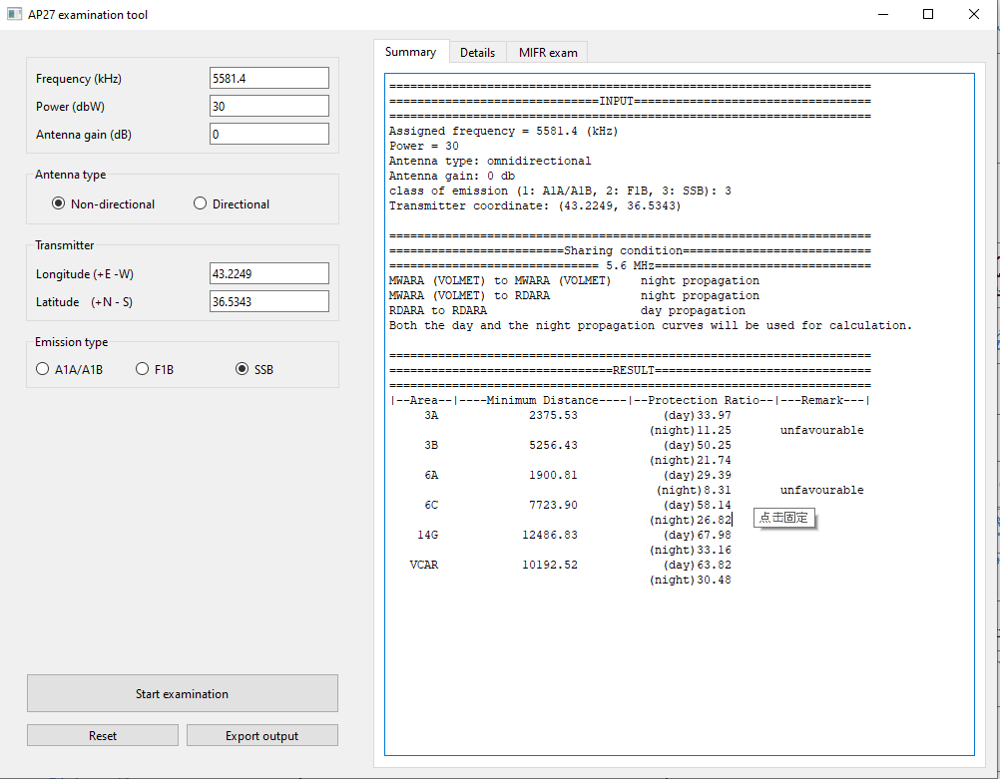 AP27 examination tool
Frequency (kHz) 5581.4
Power (dbW) 30
Antenna gain (dB) 0
Antenna type
Non-directional Directional
Transmitter
Longitude (+E -W) 43.2249
Latitude (+N - S) 36.5343
Emission type
A1A/A1B F1B SSB
Start examination
Reset Export output
Summary Details MIFR exam
=====================================================================
==============================INPUT==================================
=====================================================================
Assigned frequency = 5581.4 (kHz)
Power = 30
Antenna type: omnidirectional
Antenna gain: 0 db
class of emission (1: A1A/A1B, 2: F1B, 3: SSB): 3
Transmitter coordinate: (43.2249, 36.5343)
=====================================================================
=========================Sharing condition===========================
============================== 5.6 MHz==============================
MWARA (VOLMET) to MWARA (VOLMET) night propagation
MWARA (VOLMET) to RDARA night propagation
RDARA to RDARA day propagation
Both the day and the night propagation curves will be used for calculation.
=====================================================================
================================RESULT===============================
=====================================================================
|--Area--|----Minimum Distance----|--Protection Ratio--|---Remark---|
3A 2375.53 (day)33.97
(night)11.25 unfavourable
3B 5256.43 (day)50.25
(night)21.74
6A 1900.81 (day)29.39
(night)8.31 unfavourable
6C 7723.90 (day)58.14
(night)26.82 点击固定
14G 12486.83 (day)67.98
(night)33.16
VCAR 10192.52 (day)63.82
(night)30.48